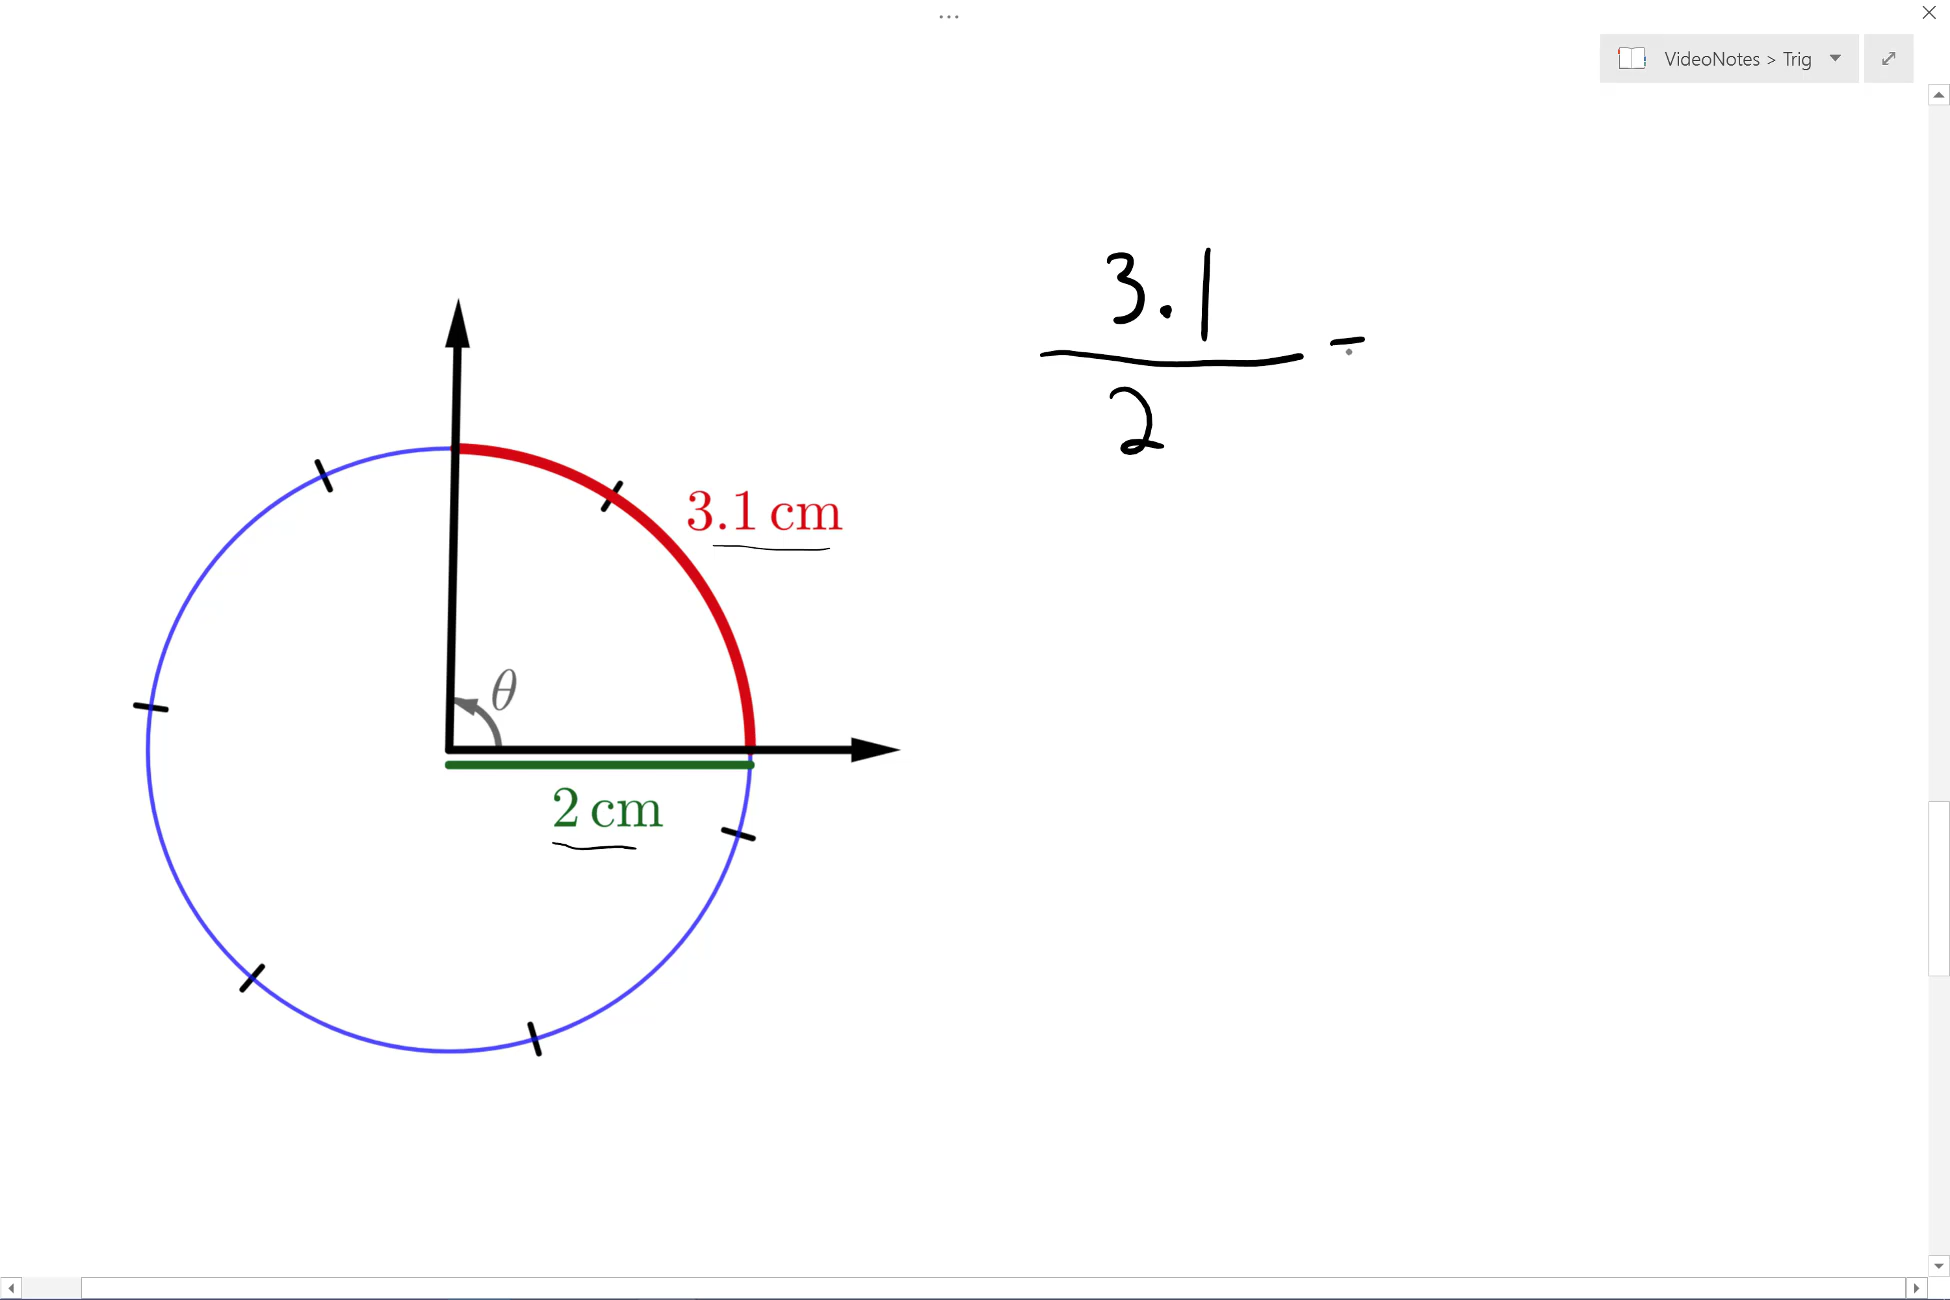 ...
VideoNotes > Trig
3.1
2
3.1 cm
θ
2 cm